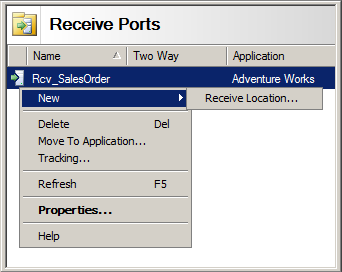 Receive Ports
Name Two Way Application
Rcv_SalesOrder Adventure Works
New Receive Location...
Delete Del
Move To Application...
Tracking...
Refresh F5
Properties...
Help